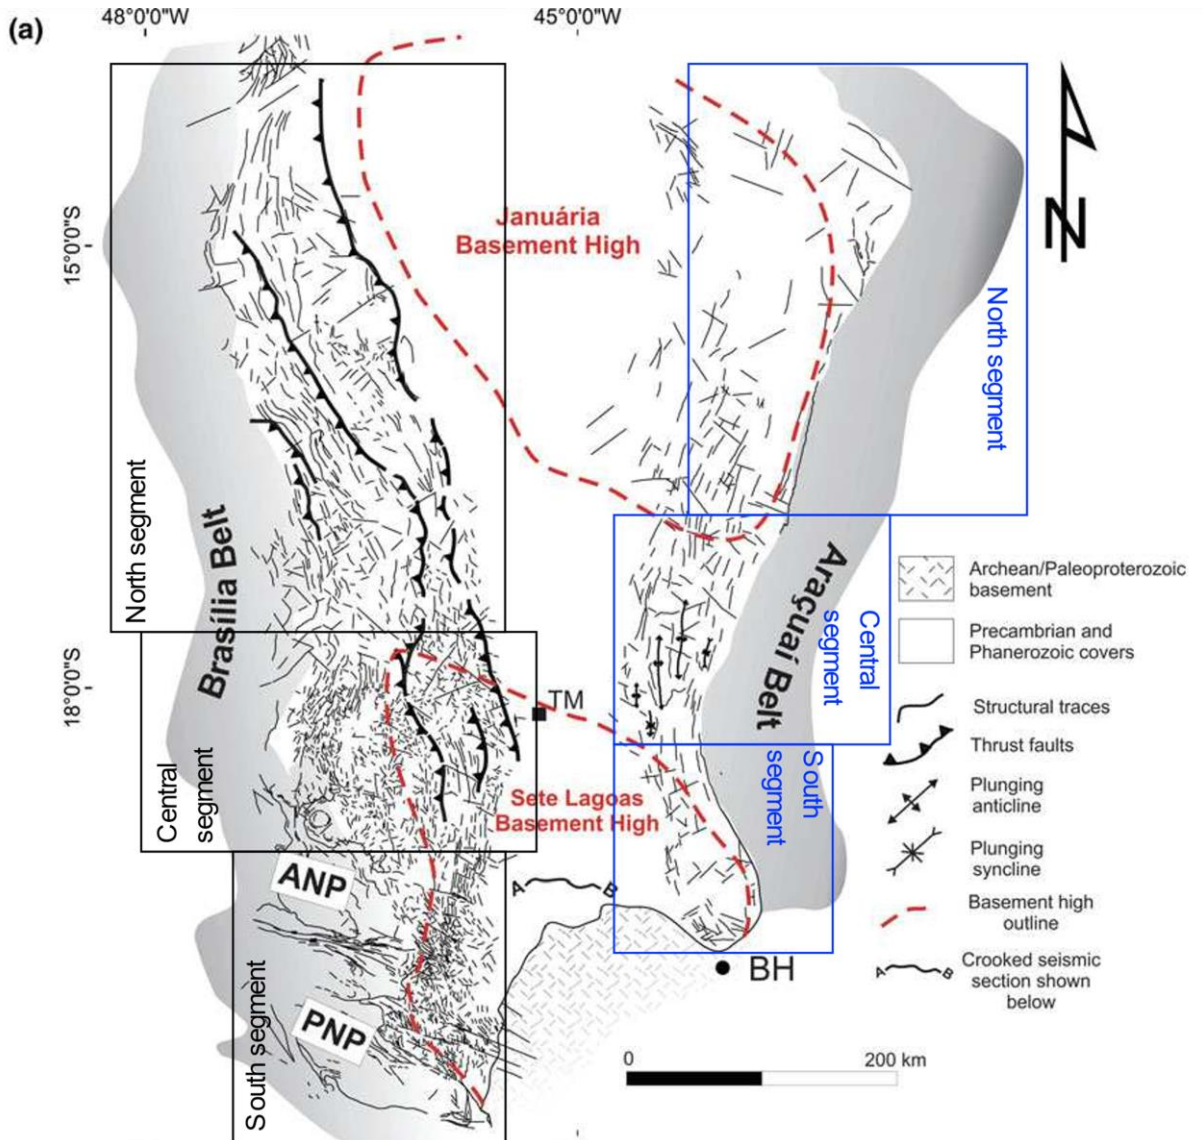 (a)
48°0'0"W
45°0'0"W
15°0'0"S
18°0'0"S
Januária
Basement High
N
North segment
North segment
Brasília Belt
Araçuaí Belt
Central
segment
Central
segment
TM
South
segment
Sete Lagoas
Basement High
ANP
A
B
BH
PNP
South segment
Archean/Paleoproterozoic
basement
Precambrian and
Phanerozoic covers
Structural traces
Thrust faults
Plunging
anticline
Plunging
syncline
Basement high
outline
A
B
Crooked seismic
section shown
below
0
200 km